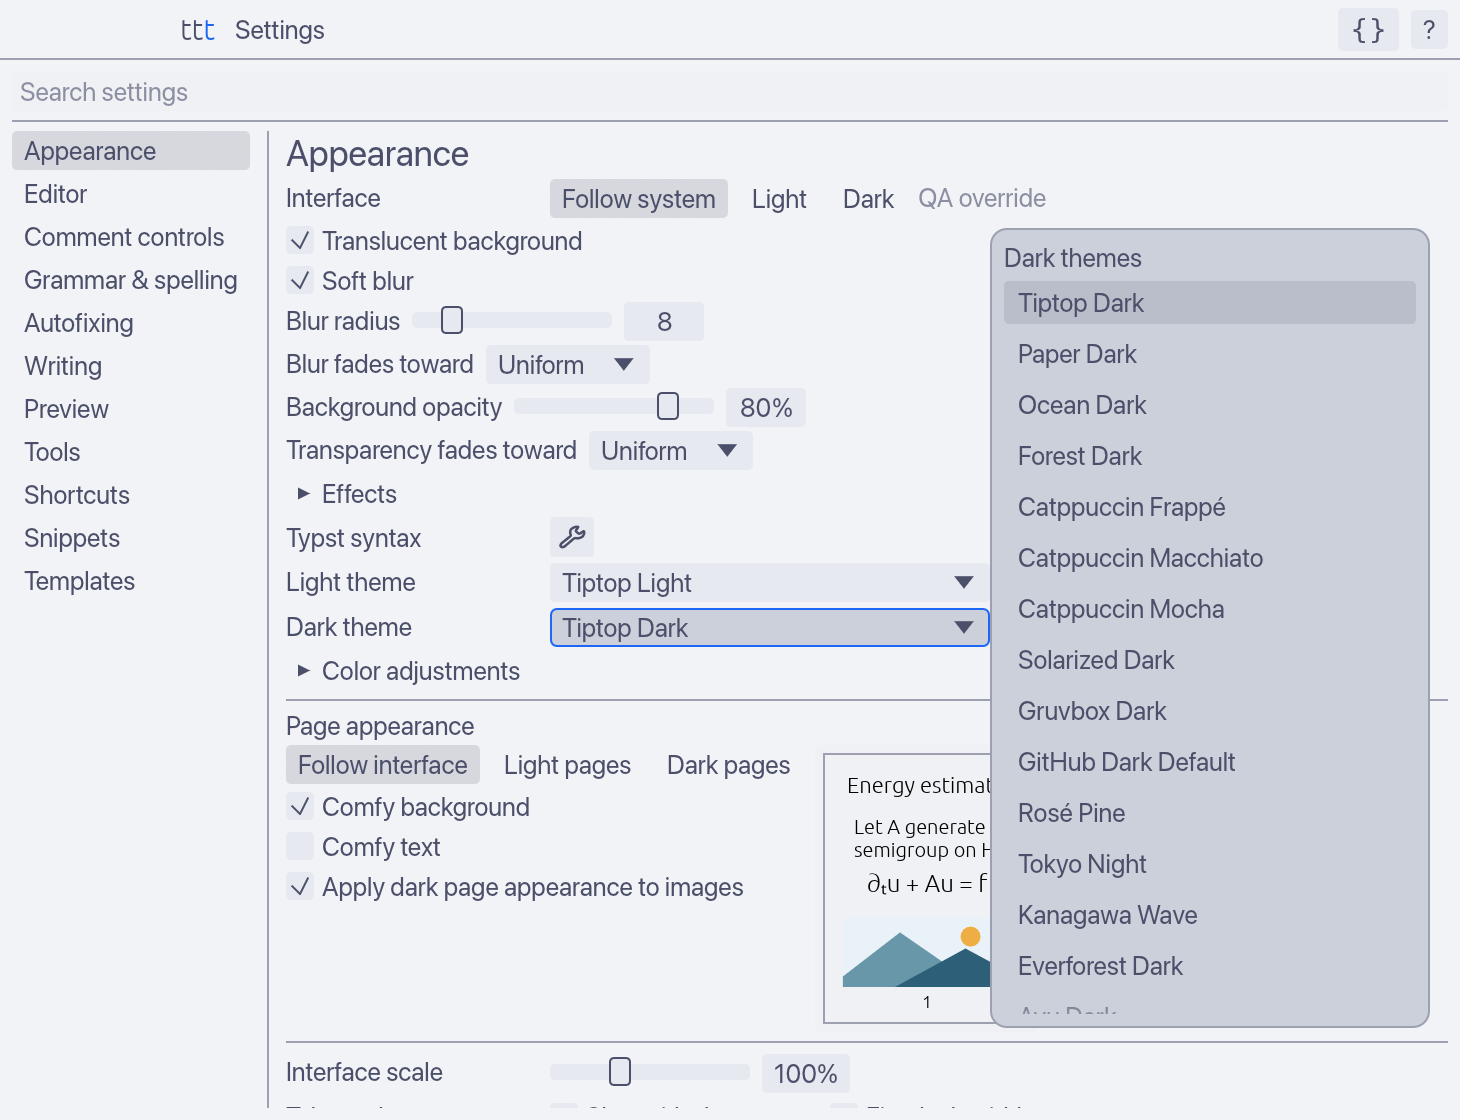 ttt Settings {} ?
Search settings
Appearance
Editor
Comment controls
Grammar & spelling
Autofixing
Writing
Preview
Tools
Shortcuts
Snippets
Templates
Appearance
Interface Follow system Light Dark QA override
Translucent background
Soft blur
Blur radius 8
Blur fades toward Uniform
Background opacity 80%
Transparency fades toward Uniform
Effects
Typst syntax
Light theme Tiptop Light
Dark theme Tiptop Dark
Color adjustments
Dark themes
Tiptop Dark
Paper Dark
Ocean Dark
Forest Dark
Catppuccin Frappé
Catppuccin Macchiato
Catppuccin Mocha
Solarized Dark
Gruvbox Dark
GitHub Dark Default
Rosé Pine
Tokyo Night
Kanagawa Wave
Everforest Dark
Page appearance
Follow interface Light pages Dark pages
Comfy background
Comfy text
Apply dark page appearance to images
Energy estimat
Let A generate
semigroup on H
∂ₜu + Au = f
1
Interface scale 100%